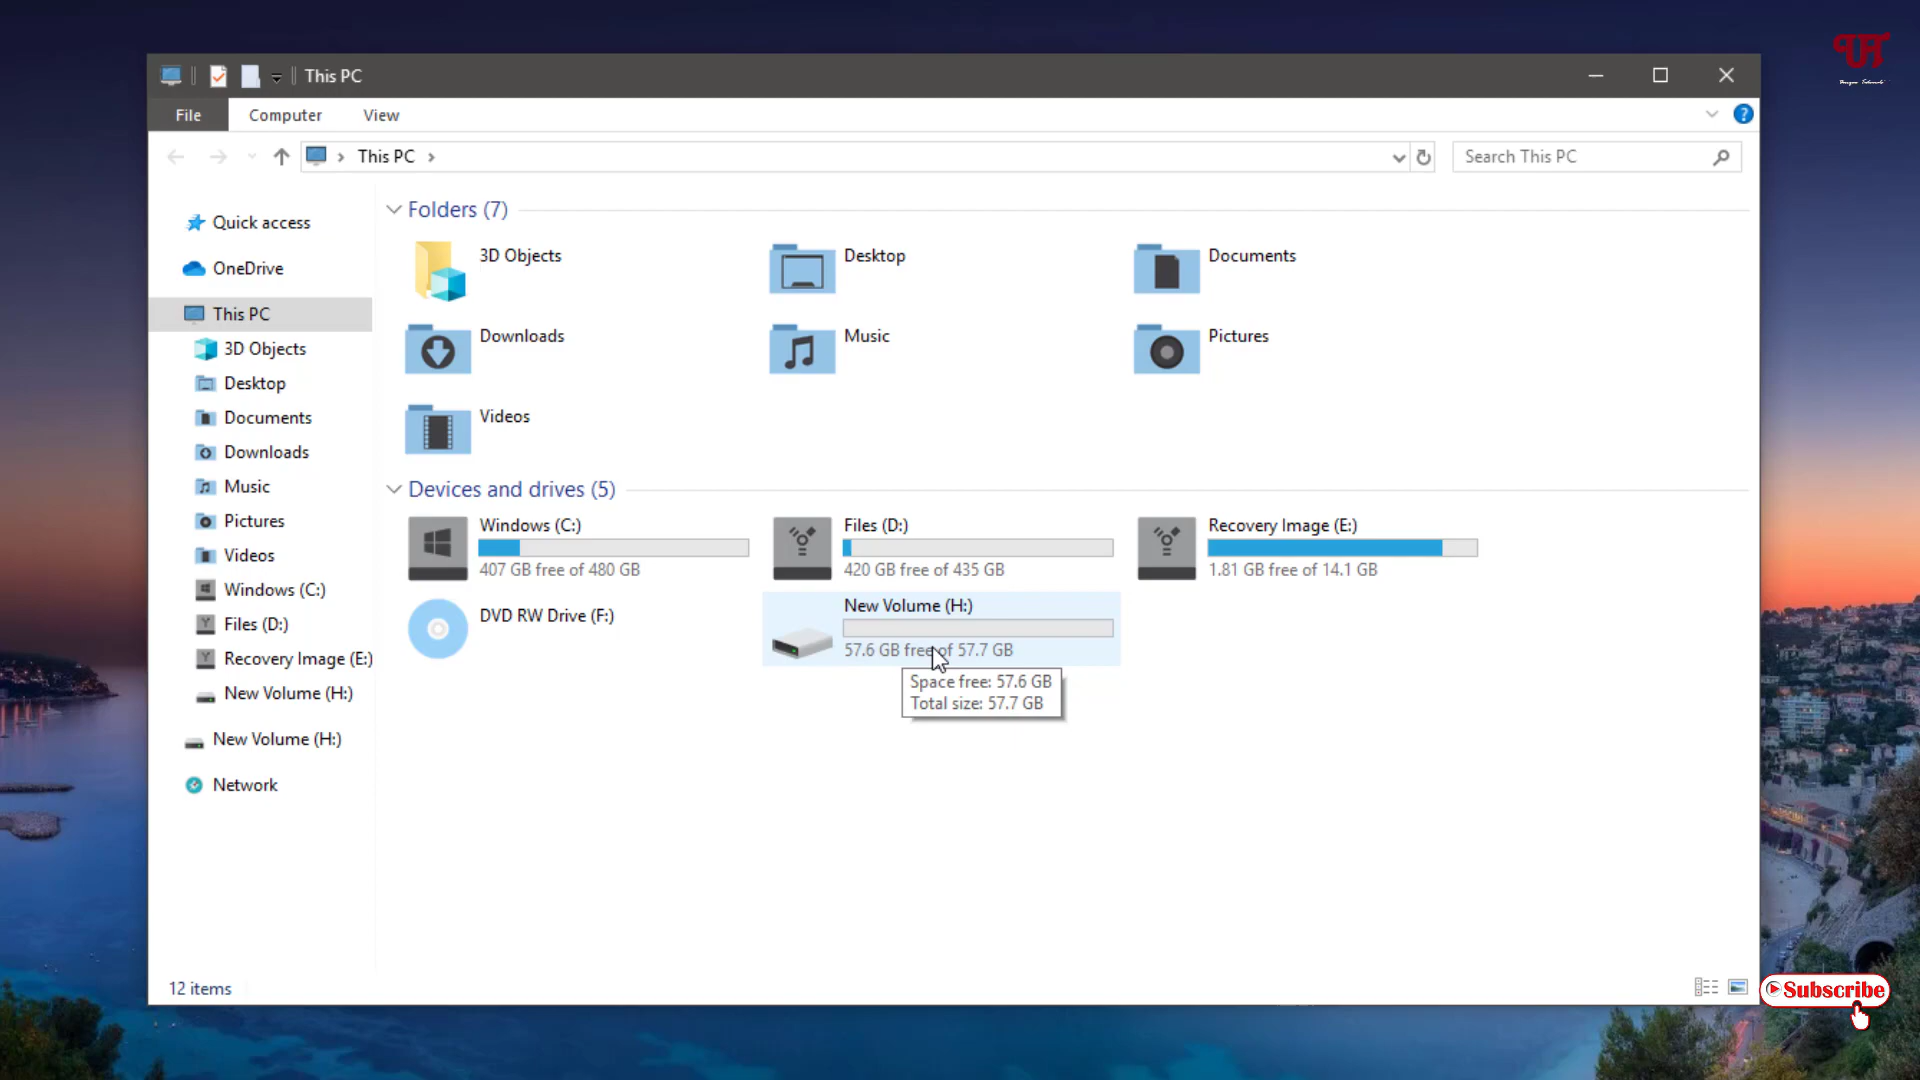 This PC
File
Computer
View
This PC
Search This PC
Quick access
OneDrive
This PC
3D Objects
Desktop
Documents
Downloads
Music
Pictures
Videos
Windows (C:)
Files (D:)
Recovery Image (E:)
New Volume (H:)
New Volume (H:)
Network
Folders (7)
3D Objects
Desktop
Documents
Downloads
Music
Pictures
Videos
Devices and drives (5)
Windows (C:)
407 GB free of 480 GB
Files (D:)
420 GB free of 435 GB
Recovery Image (E:)
1.81 GB free of 14.1 GB
DVD RW Drive (F:)
New Volume (H:)
57.6 GB free of 57.7 GB
Space free: 57.6 GB
Total size: 57.7 GB
12 items
Subscribe